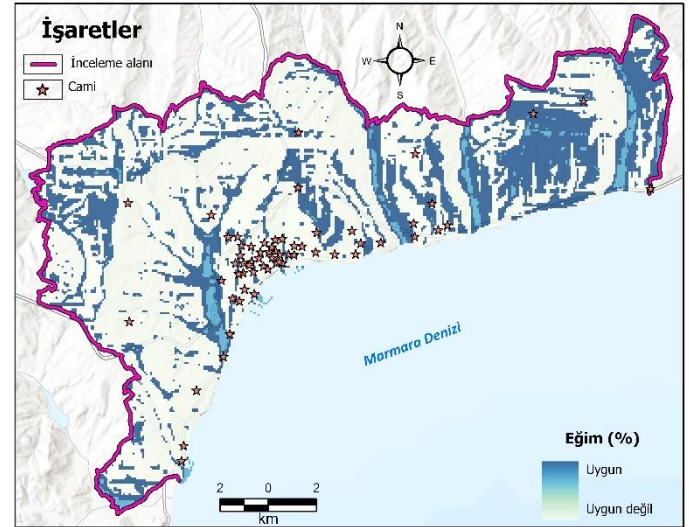 İşaretler
İnceleme alanı
Cami
N
W E
S
Marmara Denizi
Eğim (%)
Uygun
Uygun değil
2 0 2
km